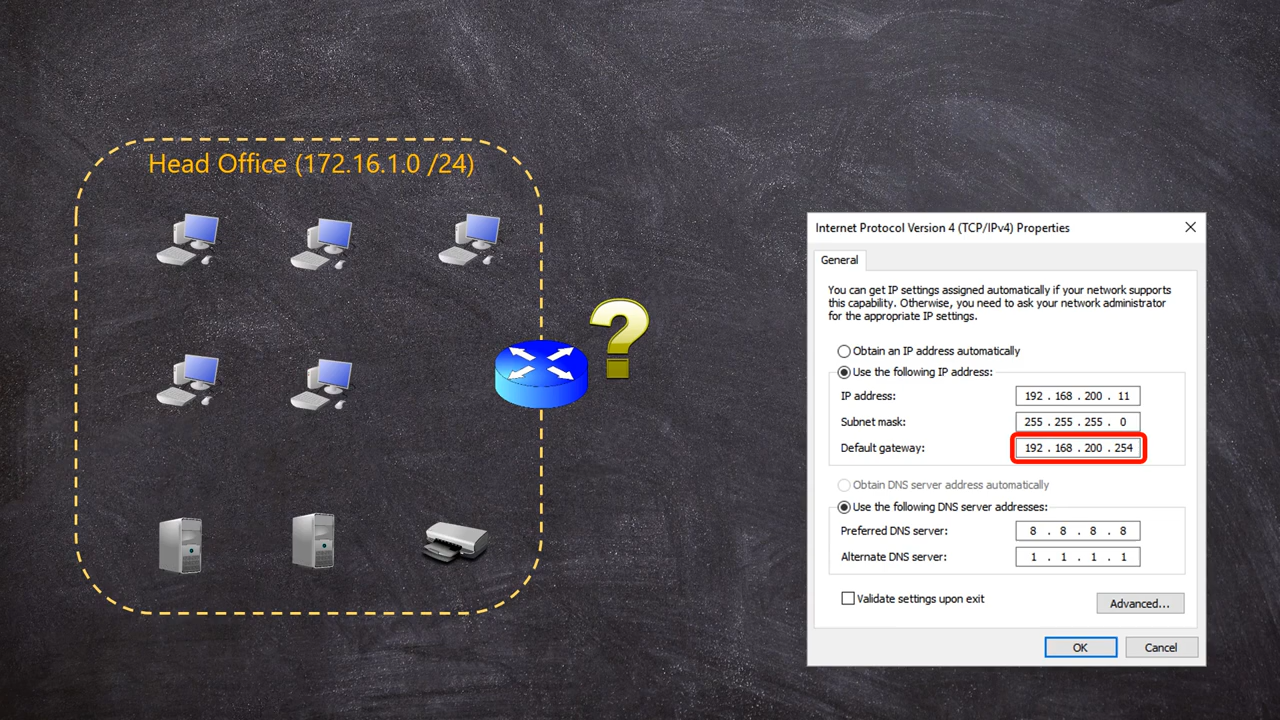 Head Office (172.16.1.0 /24)
?
Internet Protocol Version 4 (TCP/IPv4) Properties
General
You can get IP settings assigned automatically if your network supports
this capability. Otherwise, you need to ask your network administrator
for the appropriate IP settings.
Obtain an IP address automatically
Use the following IP address:
IP address: 192 . 168 . 200 . 11
Subnet mask: 255 . 255 . 255 . 0
Default gateway: 192 . 168 . 200 . 254
Obtain DNS server address automatically
Use the following DNS server addresses:
Preferred DNS server: 8 . 8 . 8 . 8
Alternate DNS server: 1 . 1 . 1 . 1
Validate settings upon exit
Advanced...
OK
Cancel